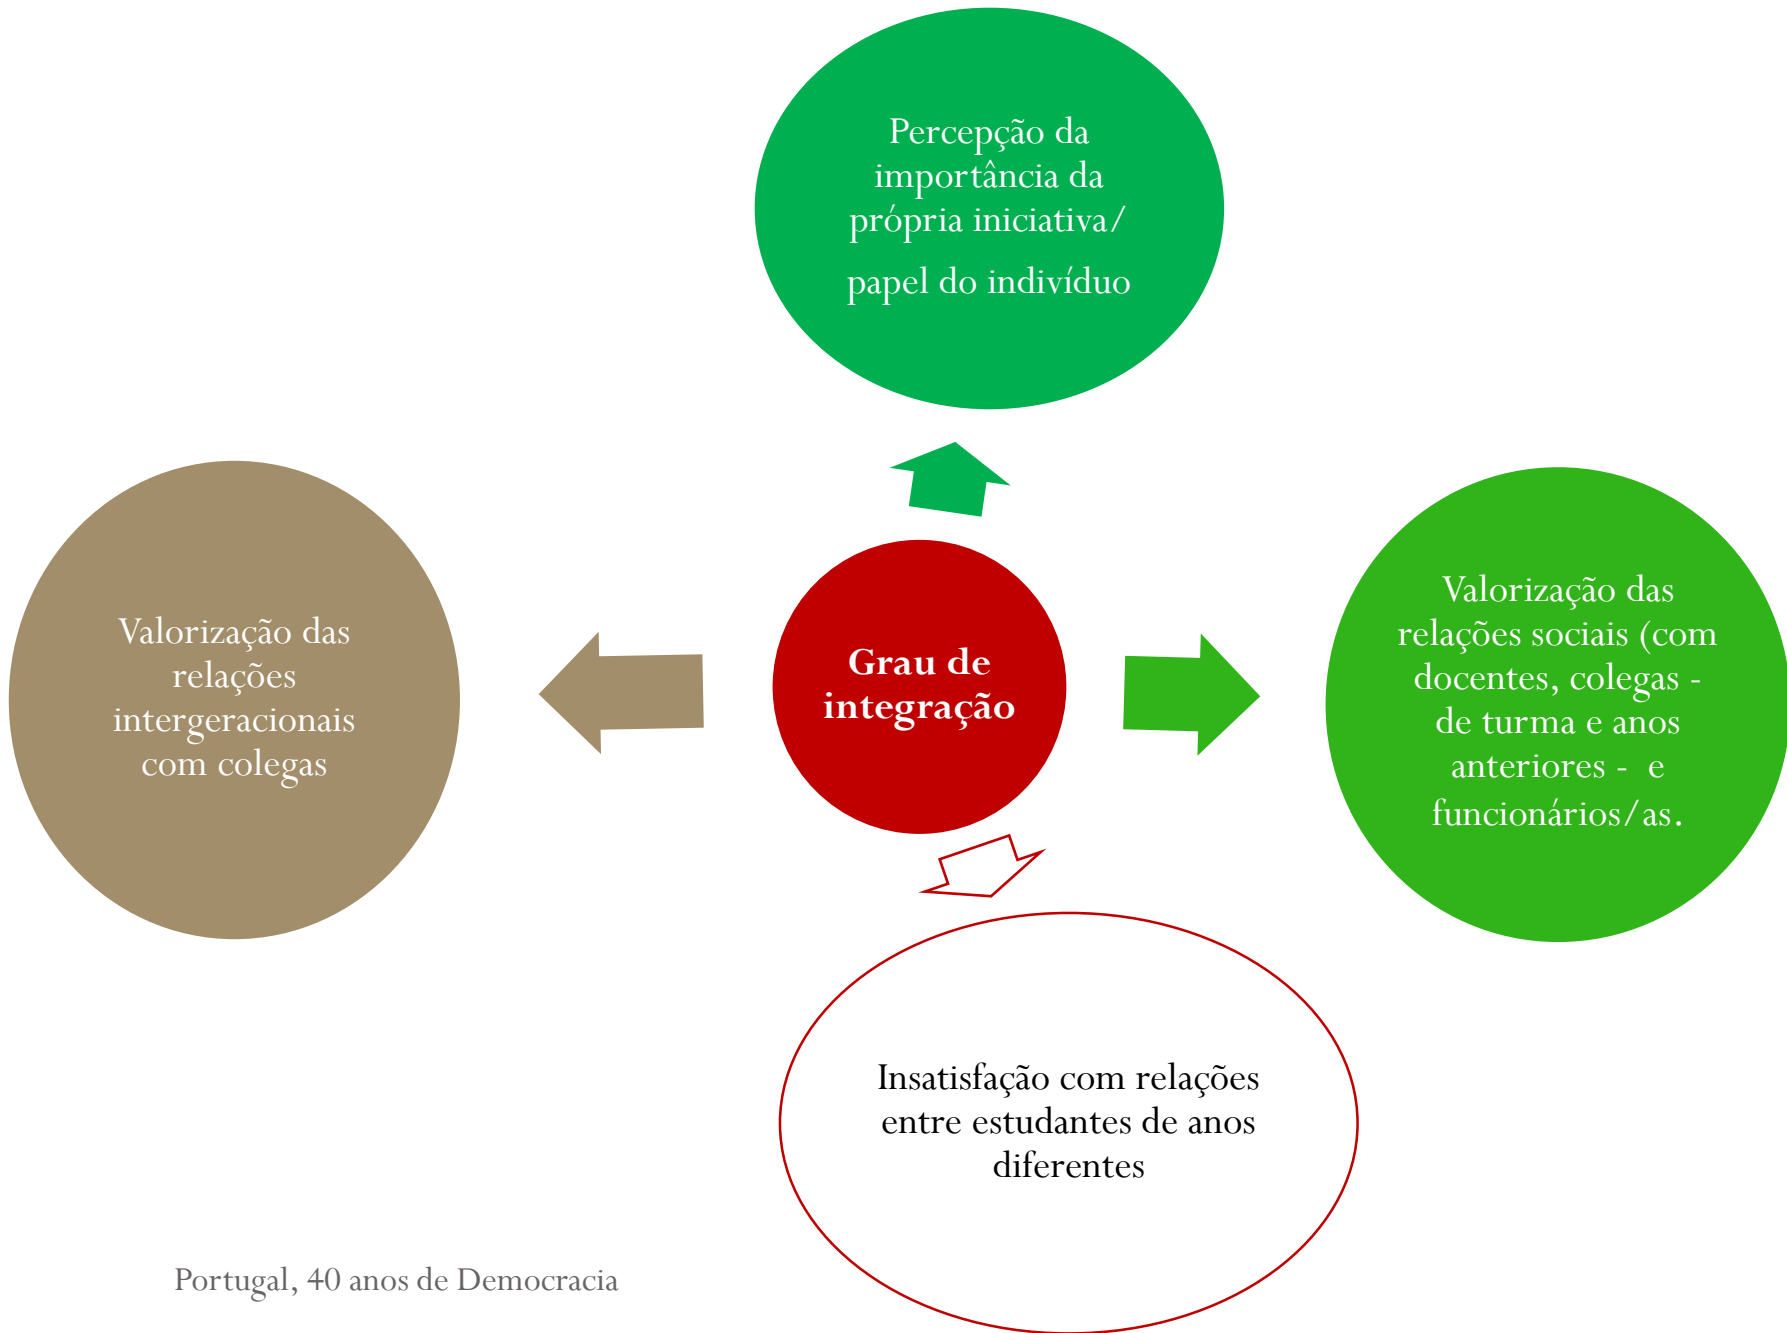 Percepção da
importância da
própria iniciativa/
papel do indivíduo
Valorização das
relações
intergeracionais
com colegas
Grau de
integração
Valorização das
relações sociais (com
docentes, colegas -
de turma e anos
anteriores -  e
funcionários/as.
Insatisfação com relações
entre estudantes de anos
diferentes
Portugal, 40 anos de Democracia